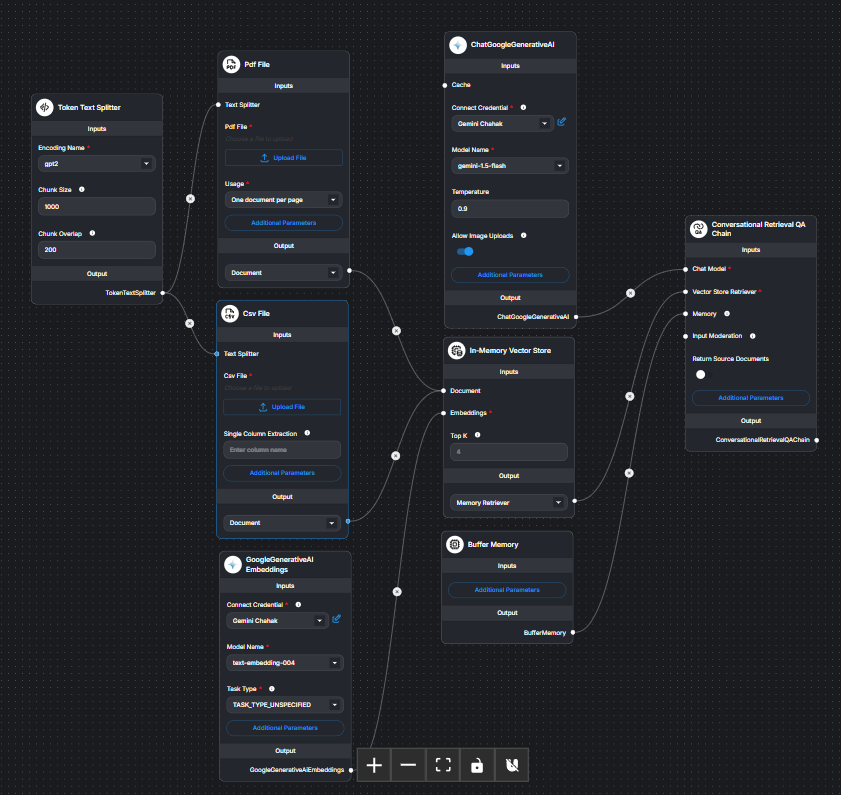 Token Text Splitter
Inputs
Encoding Name *
gpt2
Chunk Size
1000
Chunk Overlap
200
Output
TokenTextSplitter
PDF
Pdf File
Inputs
Text Splitter
Pdf File *
Choose a file to upload
Upload File
Usage *
One document per page
Additional Parameters
Output
Document
CSV
Csv File
Inputs
Text Splitter
Csv File *
Choose a file to upload
Upload File
Single Column Extraction
Enter column name
Additional Parameters
Output
Document
GoogleGenerativeAI
Embeddings
Inputs
Connect Credential *
Gemini Chahak
Model Name *
text-embedding-004
Task Type *
TASK_TYPE_UNSPECIFIED
Additional Parameters
Output
GoogleGenerativeAiEmbeddings
ChatGoogleGenerativeAI
Inputs
Cache
Connect Credential *
Gemini Chahak
Model Name *
gemini-1.5-flash
Temperature
0.9
Allow Image Uploads
Additional Parameters
Output
ChatGoogleGenerativeAI
In-Memory Vector Store
Inputs
Document
Embeddings *
Top K
4
Output
Memory Retriever
Buffer Memory
Inputs
Additional Parameters
Output
BufferMemory
QA
Conversational Retrieval QA
Chain
Inputs
Chat Model *
Vector Store Retriever *
Memory
Input Moderation
Return Source Documents
Additional Parameters
Output
ConversationalRetrievalQAChain